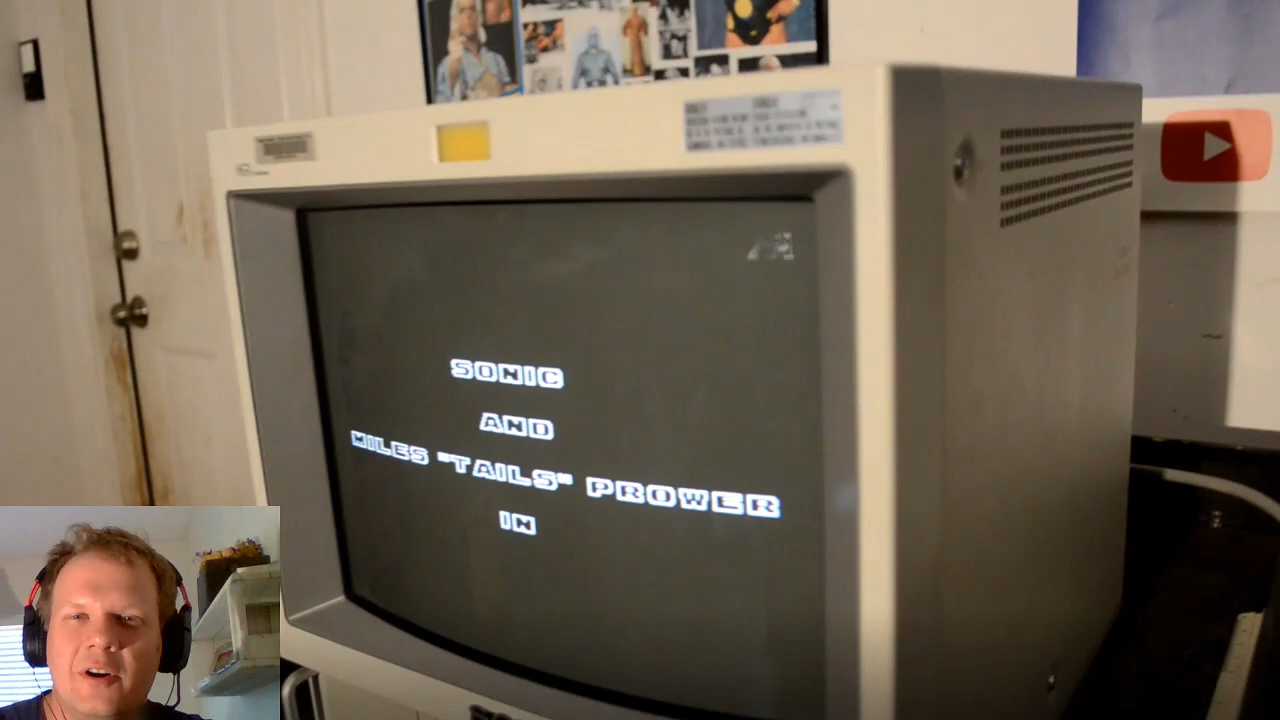 SONIC
AND
MILES "TAILS" PROWER
IN